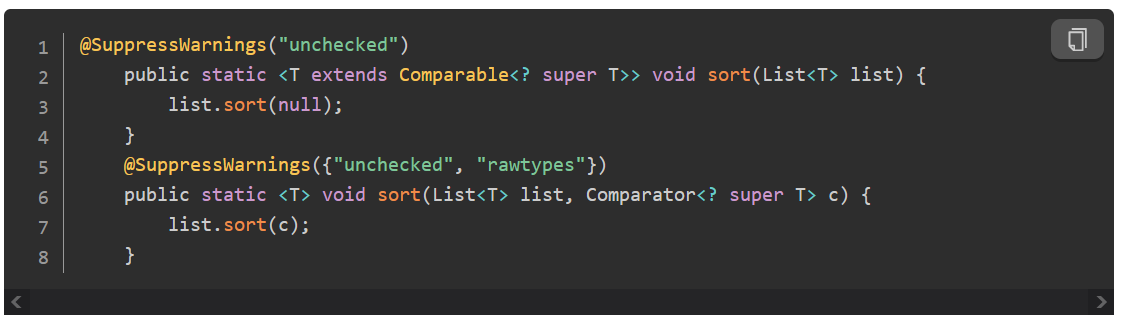 1 @SuppressWarnings("unchecked")
2 public static <T extends Comparable<? super T>> void sort(List<T> list) {
3 list.sort(null);
4 }
5 @SuppressWarnings({"unchecked", "rawtypes"})
6 public static <T> void sort(List<T> list, Comparator<? super T> c) {
7 list.sort(c);
8 }